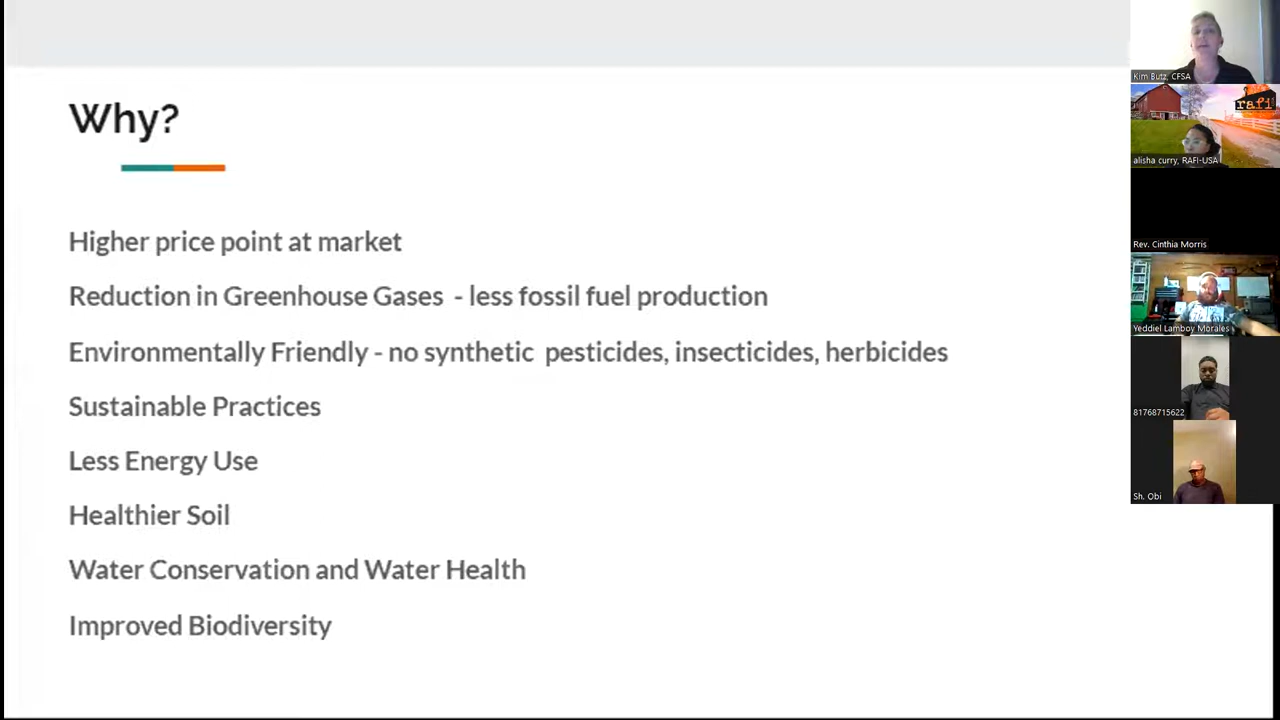 Why?
Higher price point at market
Reduction in Greenhouse Gases - less fossil fuel production
Environmentally Friendly - no synthetic pesticides, insecticides, herbicides
Sustainable Practices
Less Energy Use
Healthier Soil
Water Conservation and Water Health
Improved Biodiversity
Kim Butz, CFSA
rafi
alisha curry, RAFI-USA
Rev. Cinthia Morris
Yeddiel Lamboy Morales
81768715622
Sh. Obi